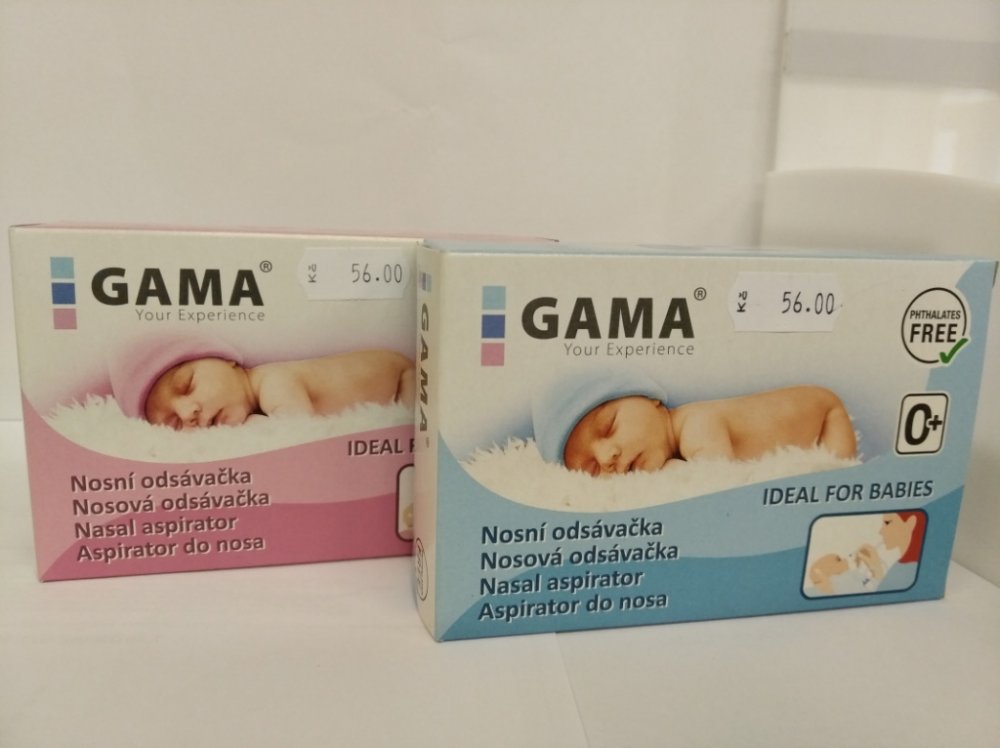 GAMA®
Your Experience
Kč 56.00
IDEAL
Nosní odsávačka
Nosová odsávačka
Nasal aspirator
Aspirator do nosa
GAMA®
GAMA®
Your Experience
Kč 56.00
PHTHALATES
FREE
0+
IDEAL FOR BABIES
Nosní odsávačka
Nosová odsávačka
Nasal aspirator
Aspirator do nosa